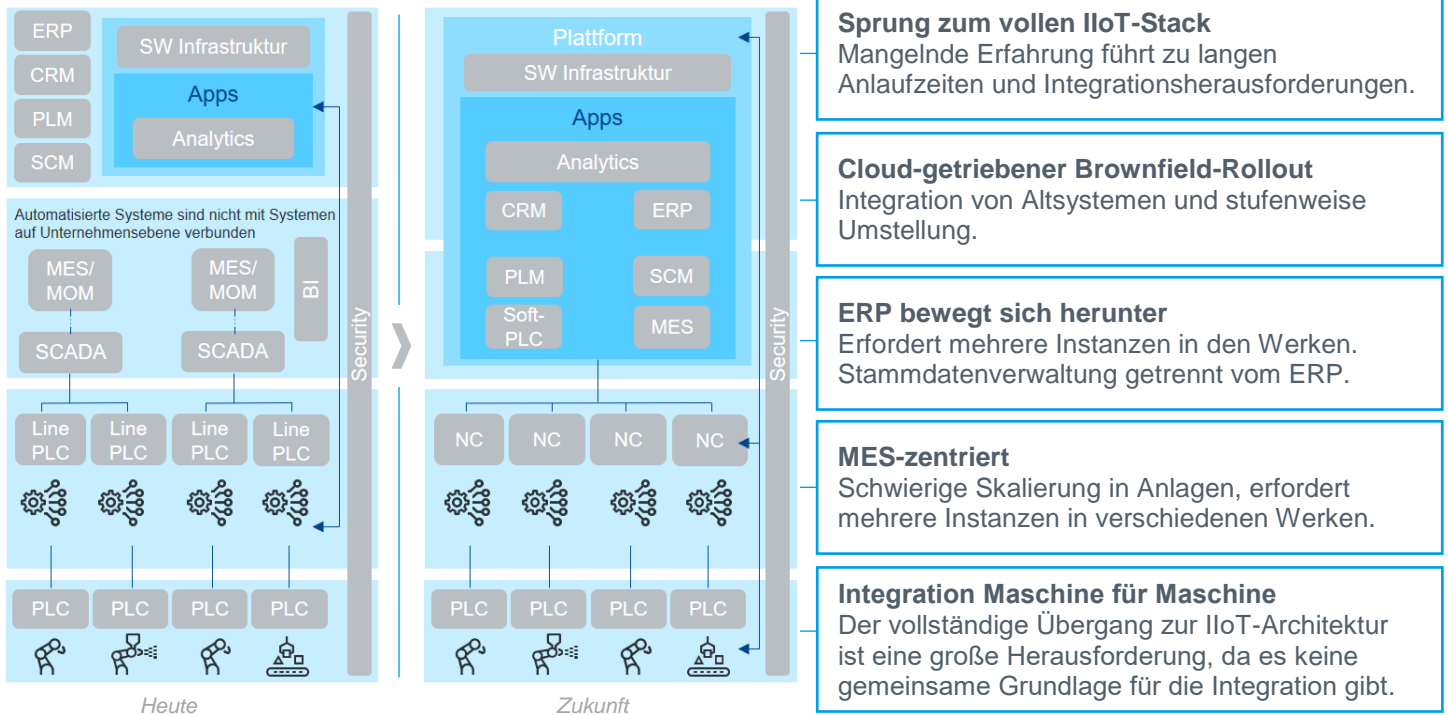 ERP
CRM
PLM
SCM
SW Infrastruktur
Apps
Analytics
Automatisierte Systeme sind nicht mit Systemen
auf Unternehmensebene verbunden
MES/
MOM
MES/
MOM
BI
SCADA
SCADA
Line
PLC
Line
PLC
Line
PLC
Line
PLC
PLC
PLC
PLC
PLC
Security
Heute
Plattform
SW Infrastruktur
Apps
Analytics
CRM
ERP
PLM
SCM
Soft-
PLC
MES
NC
NC
NC
NC
PLC
PLC
PLC
PLC
Security
Zukunft
Sprung zum vollen IIoT-Stack
Mangelnde Erfahrung führt zu langen
Anlaufzeiten und Integrationsherausforderungen.
Cloud-getriebener Brownfield-Rollout
Integration von Altsystemen und stufenweise
Umstellung.
ERP bewegt sich herunter
Erfordert mehrere Instanzen in den Werken.
Stammdatenverwaltung getrennt vom ERP.
MES-zentriert
Schwierige Skalierung in Anlagen, erfordert
mehrere Instanzen in verschiedenen Werken.
Integration Maschine für Maschine
Der vollständige Übergang zur IIoT-Architektur
ist eine große Herausforderung, da es keine
gemeinsame Grundlage für die Integration gibt.